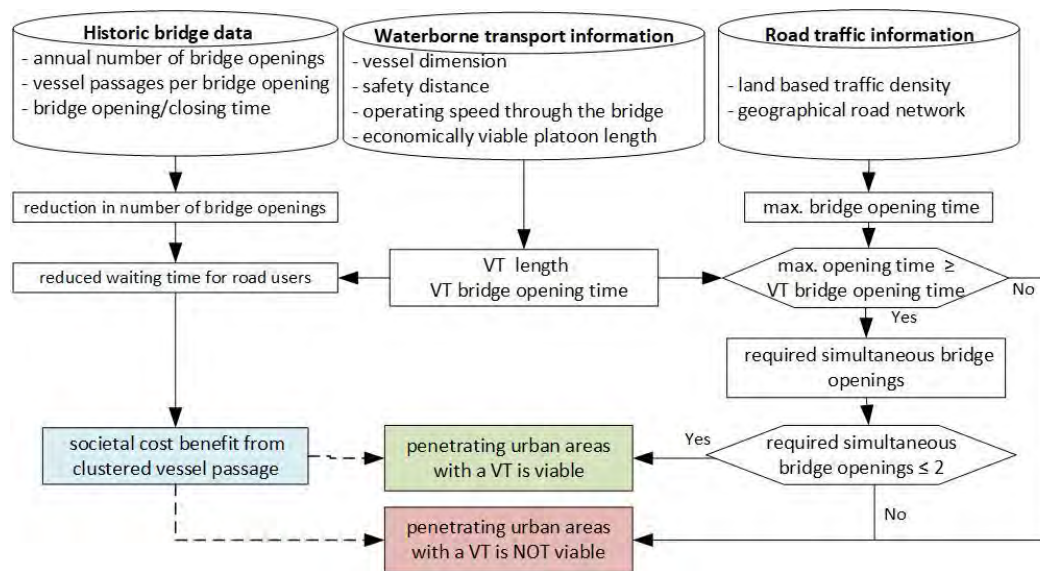 Historic bridge data
- annual number of bridge openings
- vessel passages per bridge opening
- bridge opening/closing time
Waterborne transport information
- vessel dimension
- safety distance
- operating speed through the bridge
- economically viable platoon length
Road traffic information
- land based traffic density
- geographical road network
reduction in number of bridge openings
max. bridge opening time
reduced waiting time for road users
VT length
VT bridge opening time
max. opening time ≥
VT bridge opening time
No
Yes
required simultaneous bridge
openings
societal cost benefit from
clustered vessel passage
penetrating urban areas
with a VT is viable
Yes
required simultaneous
bridge openings ≤ 2
No
penetrating urban areas
with a VT is NOT viable